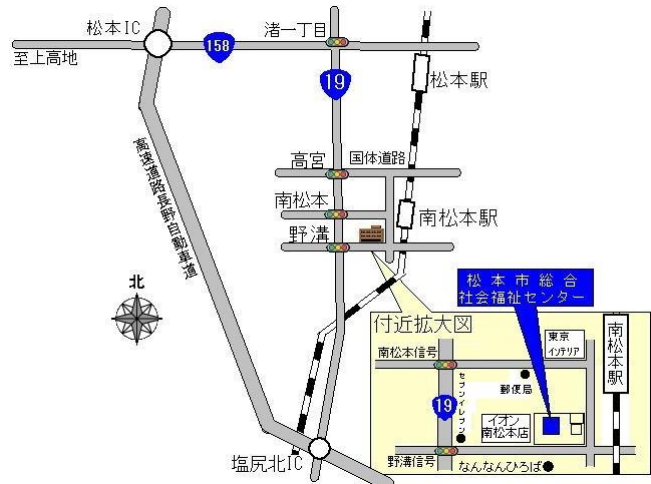 松本IC
渚一丁目
158
至上高地
19
松本駅
高速道路長野自動車道
高宮
国体道路
南松本
南松本駅
野溝
北
松本市総合
社会福祉センター
付近拡大図
南松本信号
東京
インテリア
南松本駅
セブンイレブン
郵便局
19
イオン
南松本店
野溝信号
なんなんひろば
塩尻北IC